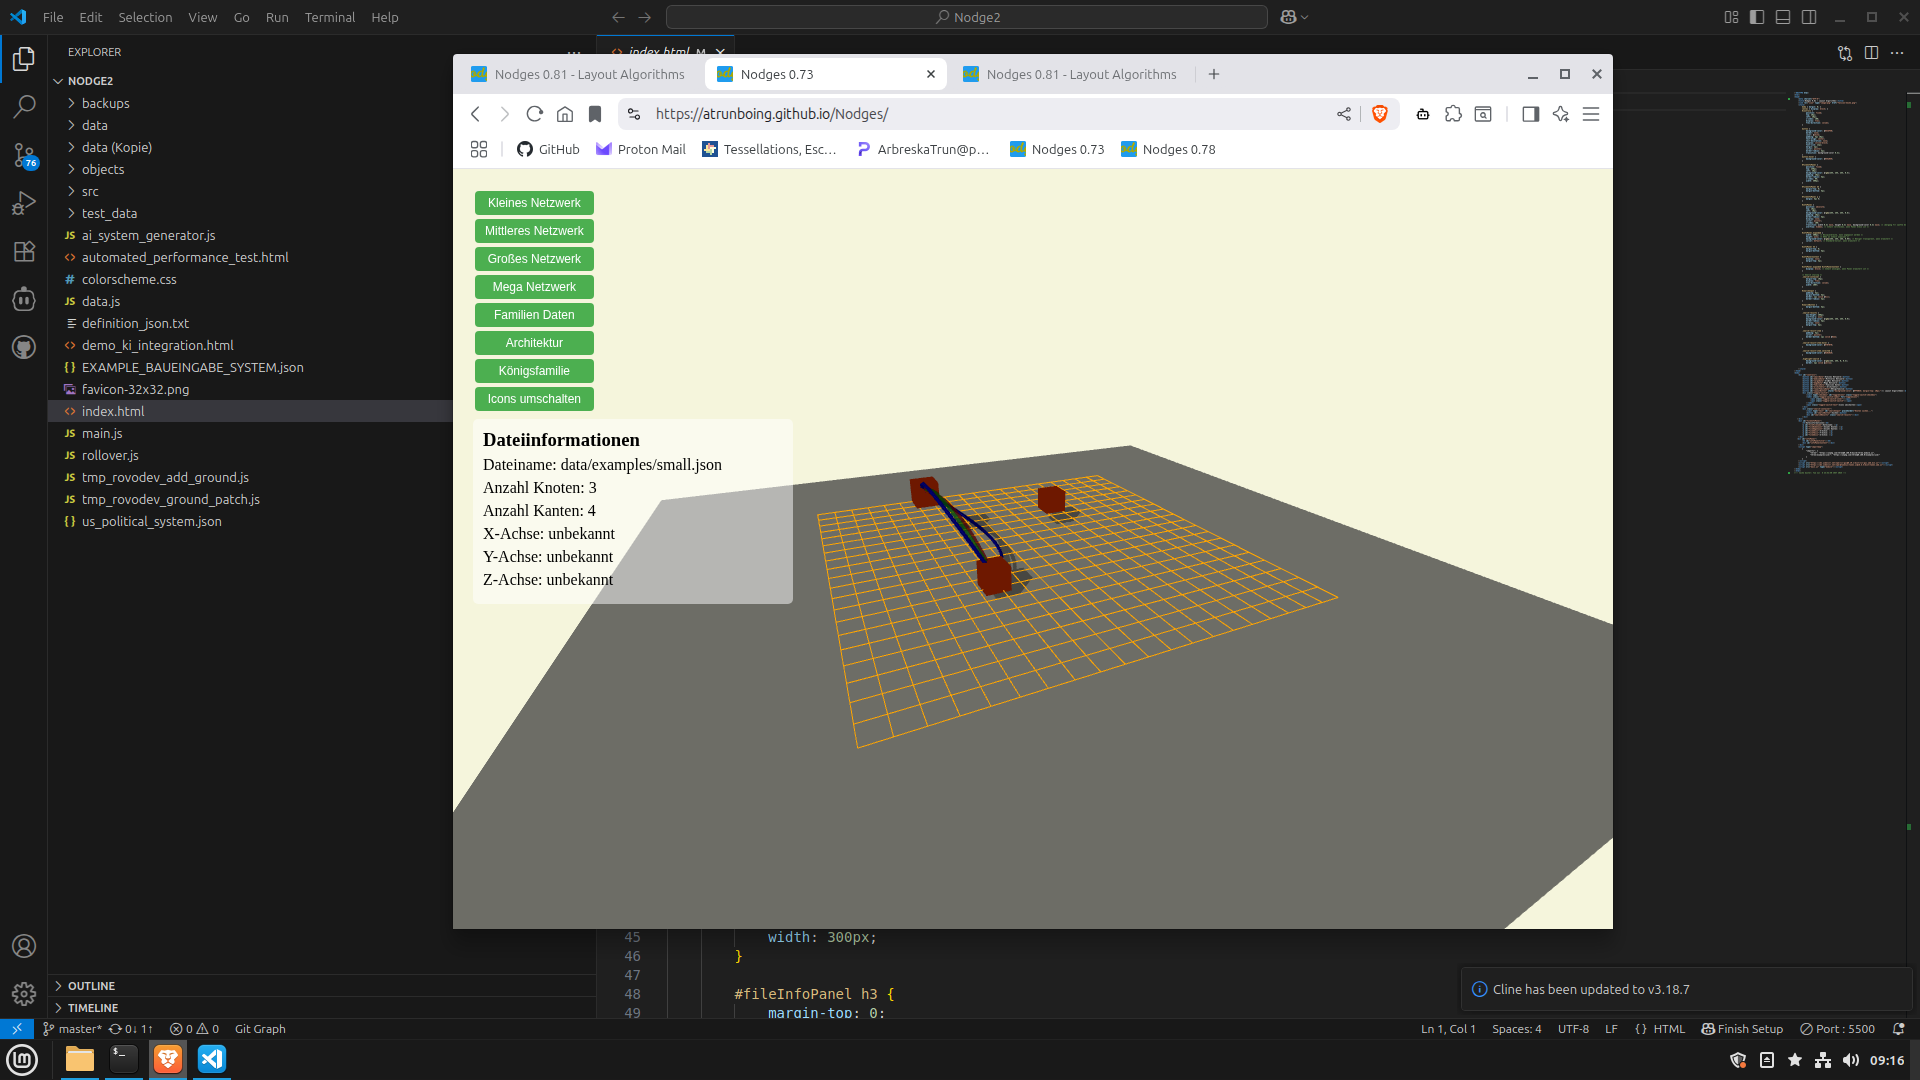 File Edit Selection View Go Run Terminal Help
Nodge2
EXPLORER
index.html M
NODGE2
backups
data
data (Kopie)
objects
src
test_data
ai_system_generator.js
automated_performance_test.html
colorscheme.css
data.js
definition_json.txt
demo_ki_integration.html
EXAMPLE_BAUEINGABE_SYSTEM.json
favicon-32x32.png
index.html
main.js
rollover.js
tmp_rovodev_add_ground.js
tmp_rovodev_ground_patch.js
us_political_system.json
76
OUTLINE
TIMELINE
Nodges 0.81 - Layout Algorithms
Nodges 0.73
Nodges 0.81 - Layout Algorithms
https://atrunboing.github.io/Nodges/
GitHub
Proton Mail
Tessellations, Esc...
ArbreskaTrun@p...
Nodges 0.73
Nodges 0.78
Kleines Netzwerk
Mittleres Netzwerk
Großes Netzwerk
Mega Netzwerk
Familien Daten
Architektur
Königsfamilie
Icons umschalten
Dateiinformationen
Dateiname: data/examples/small.json
Anzahl Knoten: 3
Anzahl Kanten: 4
X-Achse: unbekannt
Y-Achse: unbekannt
Z-Achse: unbekannt
45 width: 300px;
46 }
47
48 #fileInfoPanel h3 {
49 margin-top: 0;
Cline has been updated to v3.18.7
master* 0↓ 1↑ 0 0 Git Graph
Ln 1, Col 1 Spaces: 4 UTF-8 LF {} HTML Finish Setup Port : 5500
09:16